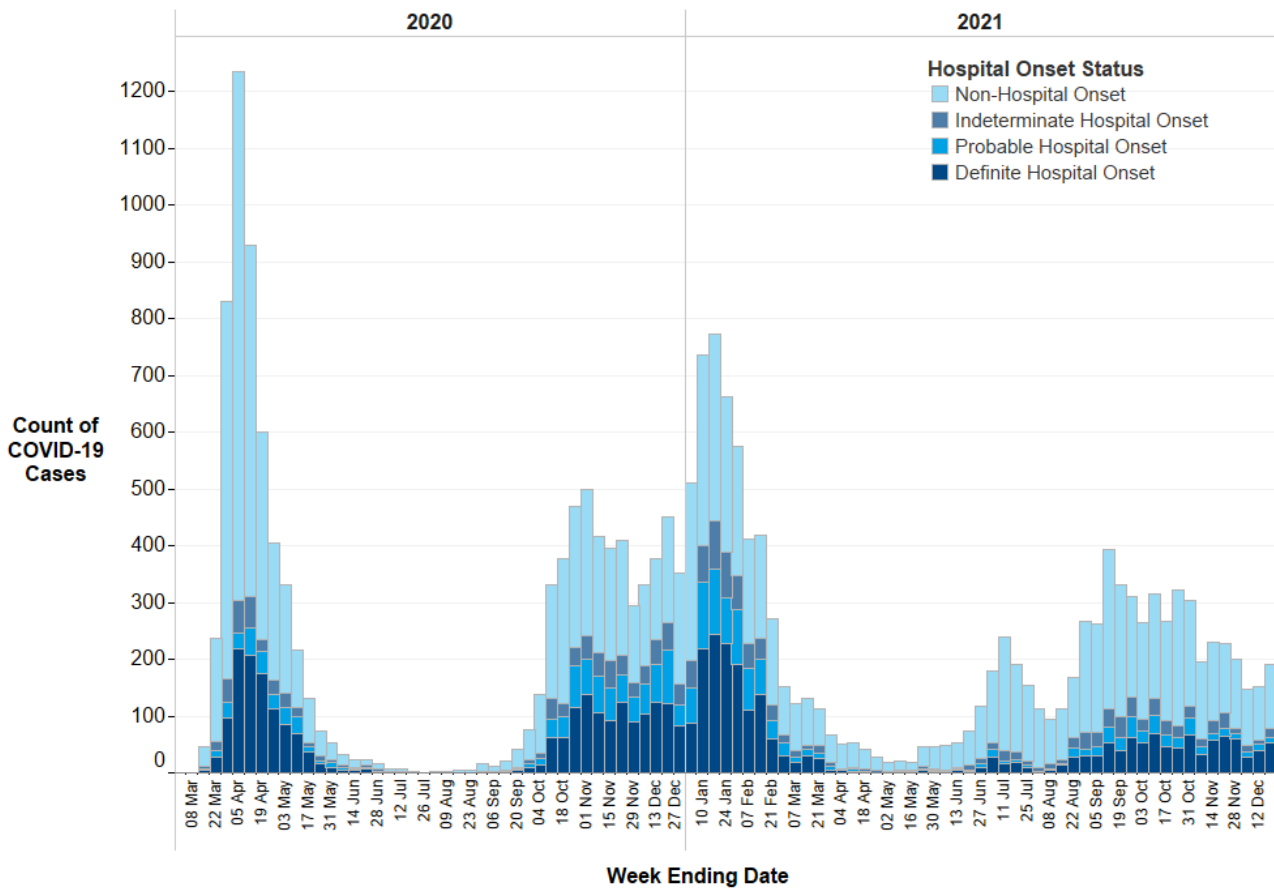 2020
2021
Hospital Onset Status
Non-Hospital Onset
Indeterminate Hospital Onset
Probable Hospital Onset
Definite Hospital Onset
1200
1100
1000
900
800
700
600
500
400
300
200
100
0
Count of
COVID-19
Cases
08 Mar
22 Mar
05 Apr
19 Apr
03 May
17 May
31 May
14 Jun
28 Jun
12 Jul
26 Jul
09 Aug
23 Aug
06 Sep
20 Sep
04 Oct
18 Oct
01 Nov
15 Nov
29 Nov
13 Dec
27 Dec
10 Jan
24 Jan
07 Feb
21 Feb
07 Mar
21 Mar
04 Apr
18 Apr
02 May
16 May
30 May
13 Jun
27 Jun
11 Jul
25 Jul
08 Aug
22 Aug
05 Sep
19 Sep
03 Oct
17 Oct
31 Oct
14 Nov
28 Nov
12 Dec
Week Ending Date